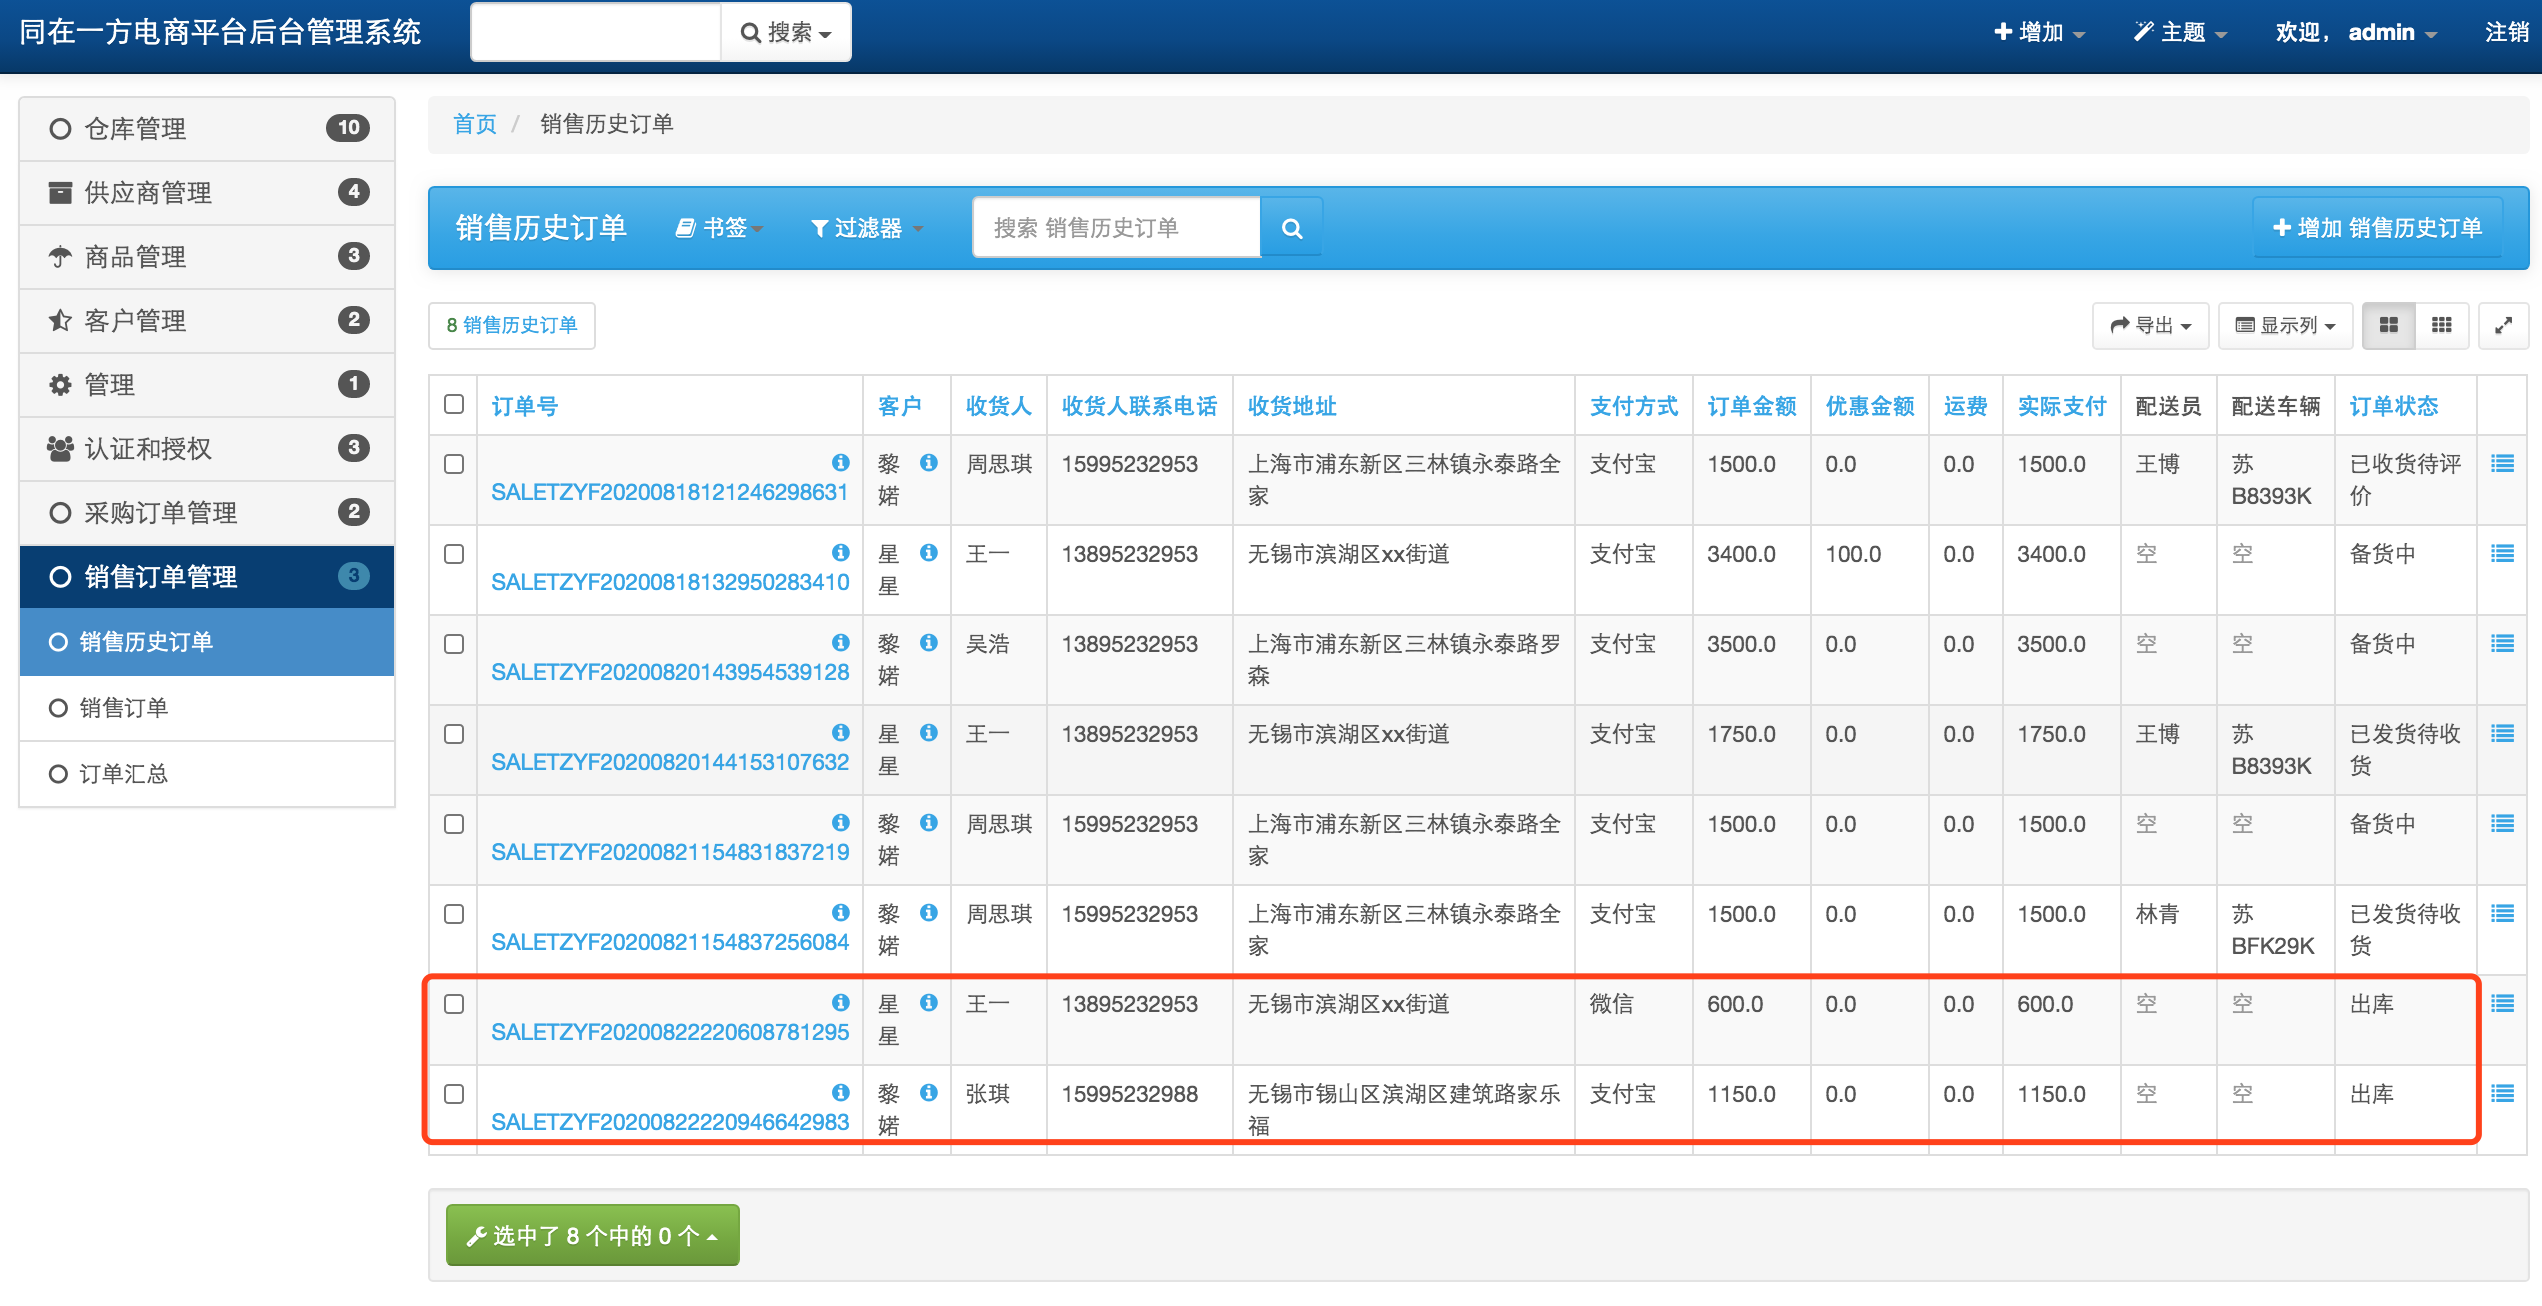 同在一方电商平台后台管理系统 搜索 增加 主题 欢迎， admin 注销
仓库管理 10
供应商管理 4
商品管理 3
客户管理 2
管理 1
认证和授权 3
采购订单管理 2
销售订单管理 3
销售历史订单
销售订单
订单汇总
首页 / 销售历史订单
销售历史订单 书签 过滤器 搜索 销售历史订单 增加 销售历史订单
8 销售历史订单 导出 显示列
订单号 客户 收货人 收货人联系电话 收货地址 支付方式 订单金额 优惠金额 运费 实际支付 配送员 配送车辆 订单状态
黎 周思琪 15995232953 上海市浦东新区三林镇永泰路全 支付宝 1500.0 0.0 0.0 1500.0 王博 苏 已收货待评
SALETZYF20200818121246298631 婼 家 B8393K 价
星 王一 13895232953 无锡市滨湖区xx街道 支付宝 3400.0 100.0 0.0 3400.0 空 空 备货中
SALETZYF20200818132950283410 星
黎 吴浩 13895232953 上海市浦东新区三林镇永泰路罗 支付宝 3500.0 0.0 0.0 3500.0 空 空 备货中
SALETZYF20200820143954539128 婼 森
星 王一 13895232953 无锡市滨湖区xx街道 支付宝 1750.0 0.0 0.0 1750.0 王博 苏 已发货待收
SALETZYF20200820144153107632 星 B8393K 货
黎 周思琪 15995232953 上海市浦东新区三林镇永泰路全 支付宝 1500.0 0.0 0.0 1500.0 空 空 备货中
SALETZYF20200821154831837219 婼 家
黎 周思琪 15995232953 上海市浦东新区三林镇永泰路全 支付宝 1500.0 0.0 0.0 1500.0 林青 苏 已发货待收
SALETZYF20200821154837256084 婼 家 BFK29K 货
星 王一 13895232953 无锡市滨湖区xx街道 微信 600.0 0.0 0.0 600.0 空 空 出库
SALETZYF20200822220608781295 星
黎 张琪 15995232988 无锡市锡山区滨湖区建筑路家乐 支付宝 1150.0 0.0 0.0 1150.0 空 空 出库
SALETZYF20200822220946642983 婼 福
选中了 8 个中的 0 个